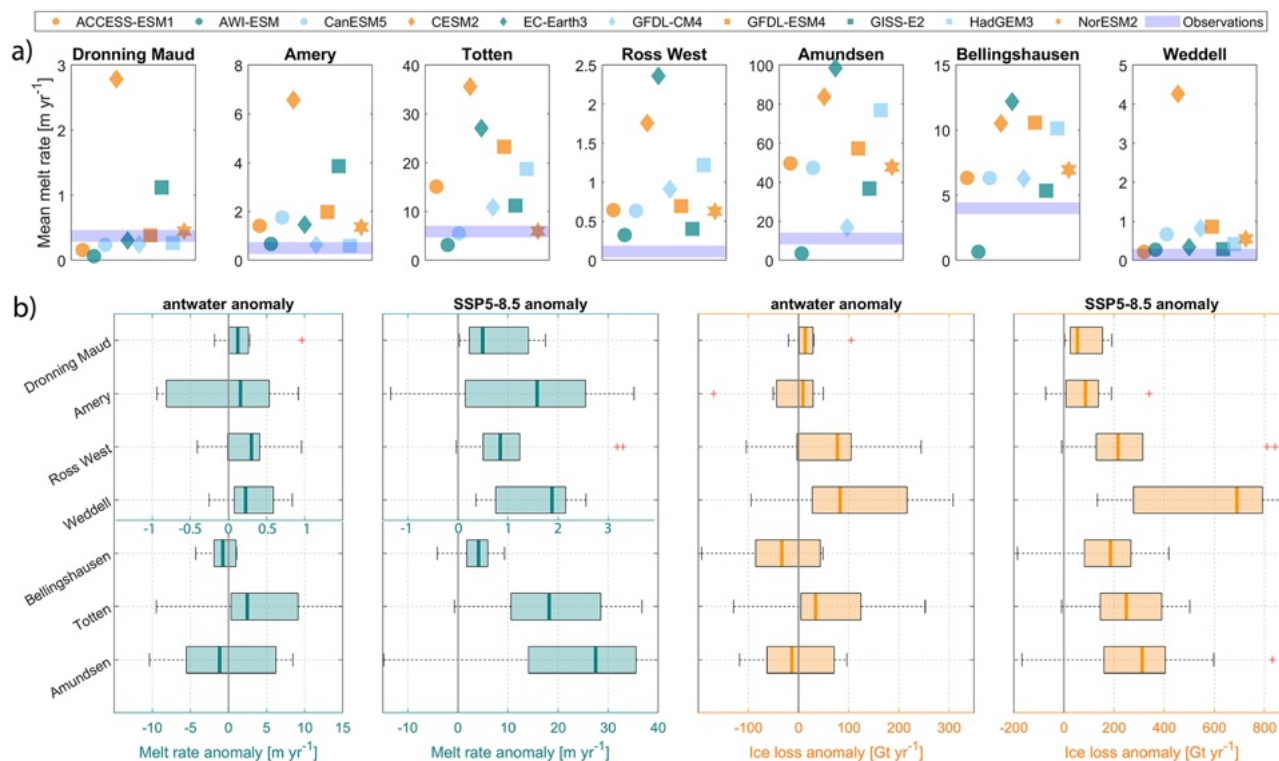 ACCESS-ESM1 AWI-ESM CanESM5 CESM2 EC-Earth3 GFDL-CM4 GFDL-ESM4 GISS-E2 HadGEM3 NorESM2 Observations
a)
Dronning Maud Amery Totten Ross West Amundsen Bellingshausen Weddell
Mean melt rate [m yr⁻¹]
3 2 1 0
8 6 4 2 0
40 30 20 10 0
2.5 2 1.5 1 0.5 0
100 80 60 40 20 0
15 10 5 0
5 4 3 2 1 0
b)
antwater anomaly SSP5-8.5 anomaly antwater anomaly SSP5-8.5 anomaly
Dronning Maud
Amery
Ross West
Weddell
-1 -0.5 0 0.5 1 -1 0 1 2 3
Bellingshausen
Totten
Amundsen
-10 -5 0 5 10 15 -10 0 10 20 30 40 -100 0 100 200 300 -200 0 200 400 600 800
Melt rate anomaly [m yr⁻¹] Melt rate anomaly [m yr⁻¹] Ice loss anomaly [Gt yr⁻¹] Ice loss anomaly [Gt yr⁻¹]